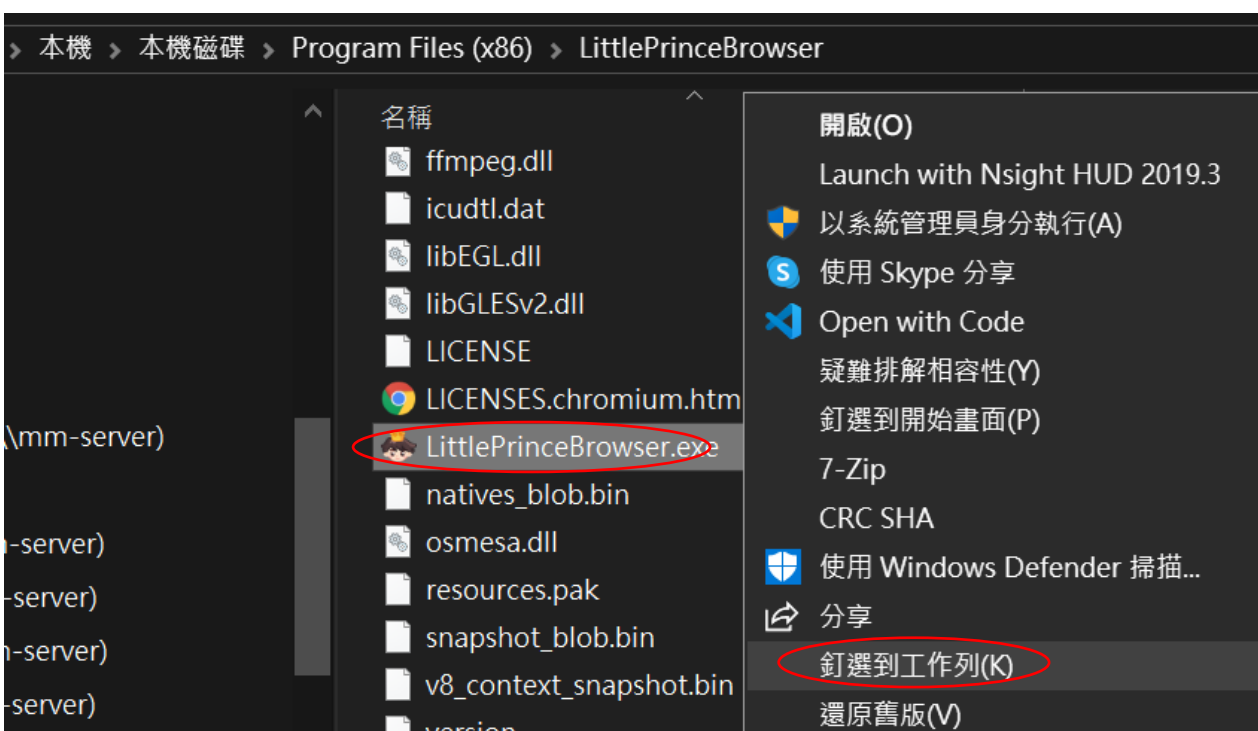 本機 本機磁碟 Program Files (x86) LittlePrinceBrowser
\mm-server)
-server)
-server)
-server)
-server)
名稱
ffmpeg.dll
icudtl.dat
libEGL.dll
libGLESv2.dll
LICENSE
LICENSES.chromium.htm
LittlePrinceBrowser.exe
natives_blob.bin
osmesa.dll
resources.pak
snapshot_blob.bin
v8_context_snapshot.bin
version
開啟(O)
Launch with Nsight HUD 2019.3
以系統管理員身分執行(A)
使用 Skype 分享
Open with Code
疑難排解相容性(Y)
釘選到開始畫面(P)
7-Zip
CRC SHA
使用 Windows Defender 掃描...
分享
釘選到工作列(K)
還原舊版(V)